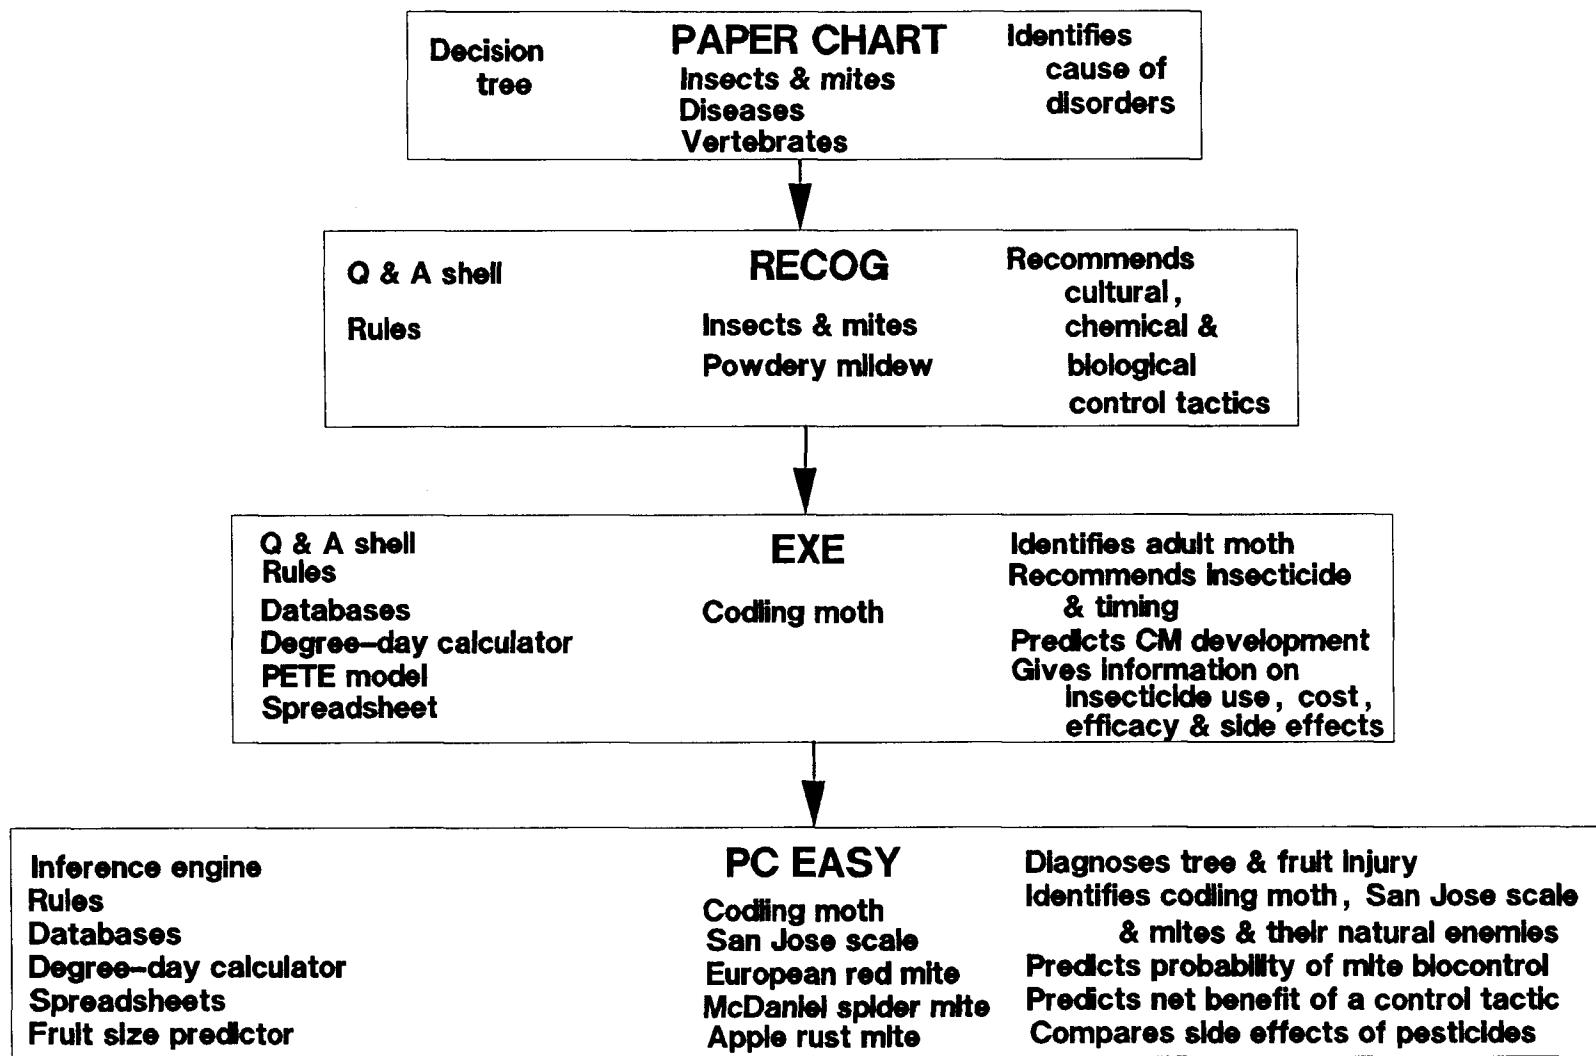 Decision
tree
PAPER CHART
Insects & mites
Diseases
Vertebrates
Identifies
cause of
disorders
Q & A shell
Rules
RECOG
Insects & mites
Powdery mildew
Recommends
cultural,
chemical &
biological
control tactics
Q & A shell
Rules
Databases
Degree-day calculator
PETE model
Spreadsheet
EXE
Codling moth
Identifies adult moth
Recommends insecticide
& timing
Predicts CM development
Gives information on
insecticide use, cost,
efficacy & side effects
Inference engine
Rules
Databases
Degree-day calculator
Spreadsheets
Fruit size predictor
PC EASY
Codling moth
San Jose scale
European red mite
McDaniel spider mite
Apple rust mite
Diagnoses tree & fruit injury
Identifies codling moth, San Jose scale
& mites & their natural enemies
Predicts probability of mite biocontrol
Predicts net benefit of a control tactic
Compares side effects of pesticides